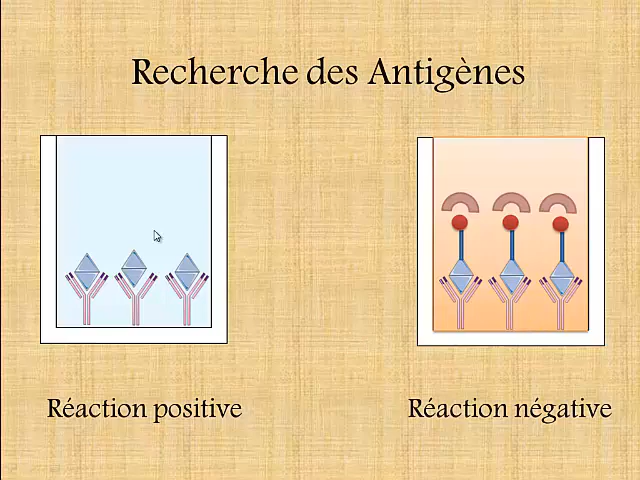 Recherche des Antigènes
Réaction positive
Réaction négative